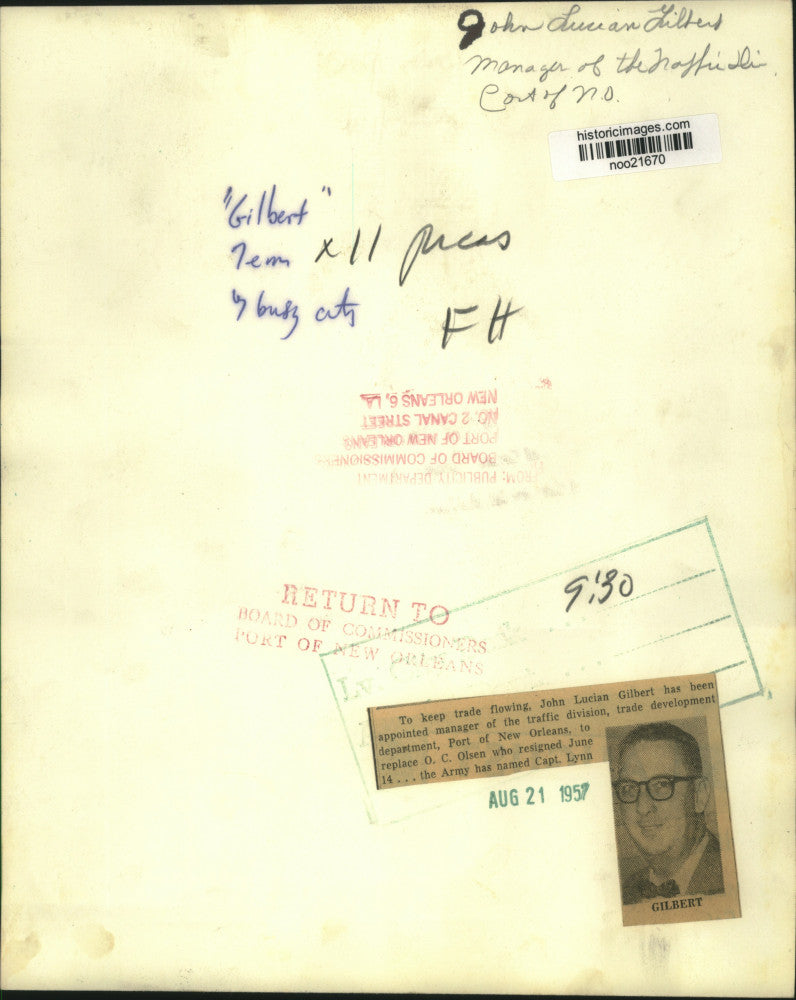 John Lucian Gilbert
Manager of the Traffic Div
Port of N.O.
historicimages.com
noo21670
"Gilbert"
x11 picas
busy city
FH
FROM: PUBLICITY DEPARTMENT
BOARD OF COMMISSIONERS
PORT OF NEW ORLEANS
NO. 2 CANAL STREET
NEW ORLEANS 6, LA
RETURN TO
BOARD OF COMMISSIONERS
PORT OF NEW ORLEANS
9:30
To keep trade flowing, John Lucian Gilbert has been
appointed manager of the traffic division, trade development
department, Port of New Orleans, to
replace O. C. Olsen who resigned June
14 . . . the Army has named Capt. Lynn
AUG 21 1957
GILBERT